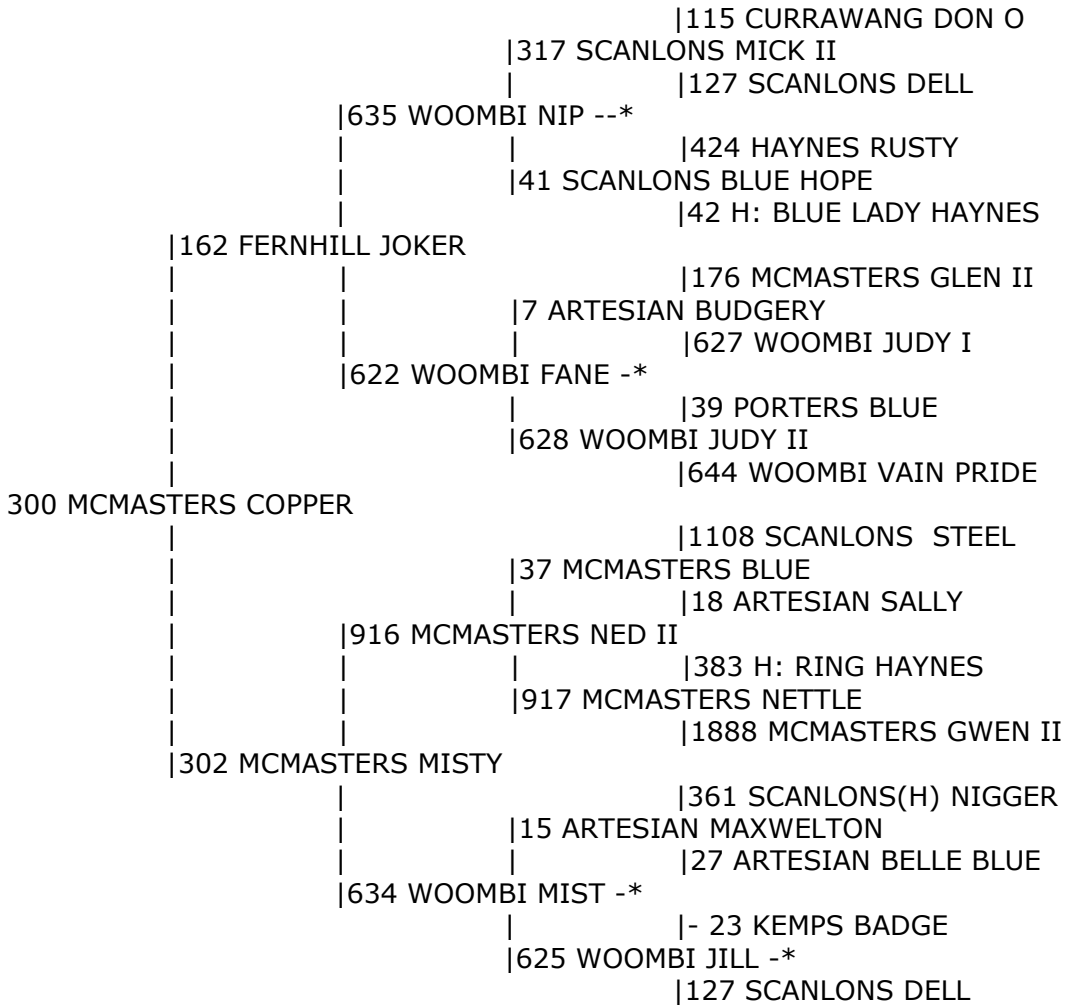 |115 CURRAWANG DON O
|317 SCANLONS MICK II
| |127 SCANLONS DELL
|635 WOOMBI NIP --*
| | |424 HAYNES RUSTY
| |41 SCANLONS BLUE HOPE
| |42 H: BLUE LADY HAYNES
|162 FERNHILL JOKER
| | |176 MCMASTERS GLEN II
| | |7 ARTESIAN BUDGERY
| | | |627 WOOMBI JUDY I
| |622 WOOMBI FANE -*
| | |39 PORTERS BLUE
| |628 WOOMBI JUDY II
| |644 WOOMBI VAIN PRIDE
300 MCMASTERS COPPER
| |1108 SCANLONS  STEEL
| |37 MCMASTERS BLUE
| | |18 ARTESIAN SALLY
| |916 MCMASTERS NED II
| | | |383 H: RING HAYNES
| | |917 MCMASTERS NETTLE
| | |1888 MCMASTERS GWEN II
|302 MCMASTERS MISTY
| |361 SCANLONS(H) NIGGER
| |15 ARTESIAN MAXWELTON
| | |27 ARTESIAN BELLE BLUE
|634 WOOMBI MIST -*
| |- 23 KEMPS BADGE
|625 WOOMBI JILL -*
|127 SCANLONS DELL